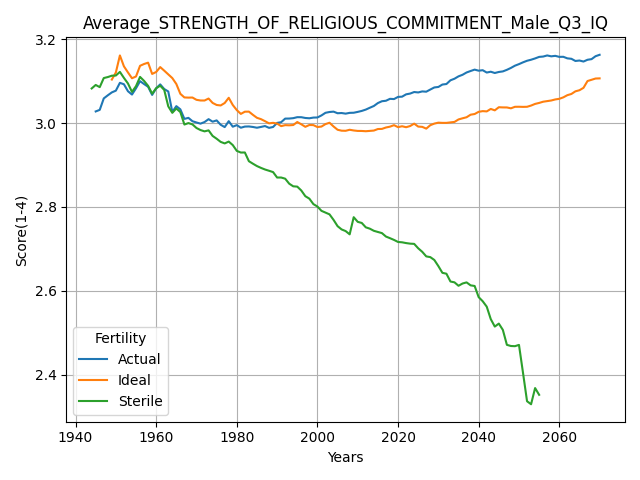 Average_STRENGTH_OF_RELIGIOUS_COMMITMENT_Male_Q3_IQ
3.2
3.0
2.8
2.6
2.4
Score(1-4)
Fertility
Actual
Ideal
Sterile
1940 1960 1980 2000 2020 2040 2060
Years